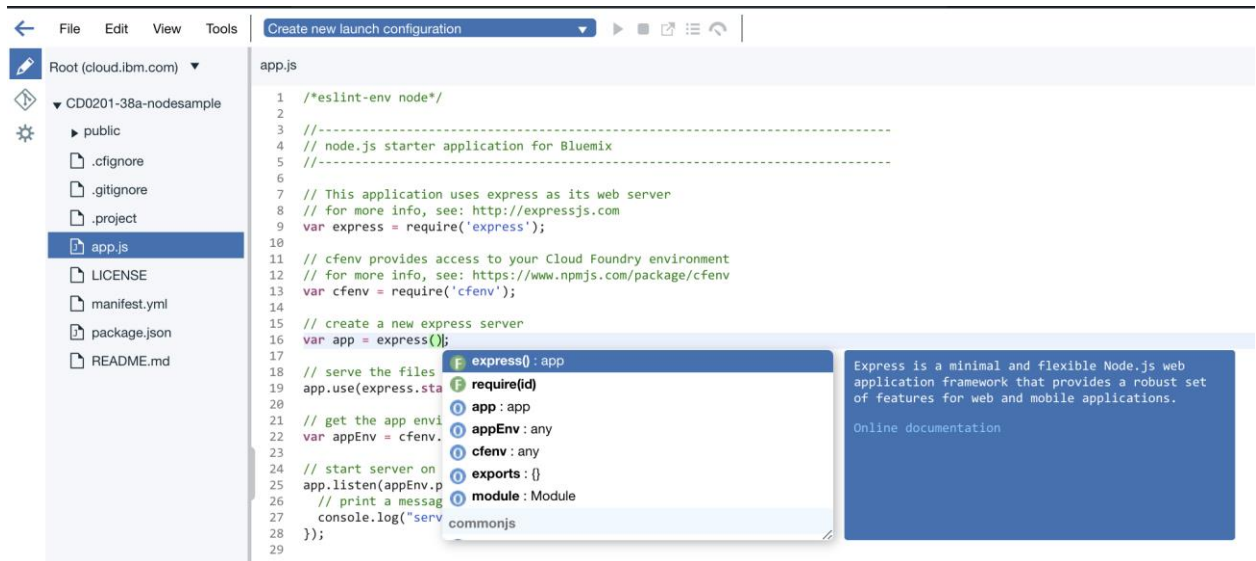 File Edit View Tools Create new launch configuration
Root (cloud.ibm.com)
CD0201-38a-nodesample
public
.cfignore
.gitignore
.project
app.js
LICENSE
manifest.yml
package.json
README.md
app.js
1 /*eslint-env node*/
2
3 //------------------------------------------------------------------------------
4 // node.js starter application for Bluemix
5 //------------------------------------------------------------------------------
6
7 // This application uses express as its web server
8 // for more info, see: http://expressjs.com
9 var express = require('express');
10
11 // cfenv provides access to your Cloud Foundry environment
12 // for more info, see: https://www.npmjs.com/package/cfenv
13 var cfenv = require('cfenv');
14
15 // create a new express server
16 var app = express();
17
18 // serve the files
19 app.use(express.sta
20
21 // get the app envi
22 var appEnv = cfenv.
23
24 // start server on
25 app.listen(appEnv.p
26 // print a messag
27 console.log("serv
28 });
29
express() : app
require(id)
app : app
appEnv : any
cfenv : any
exports : {}
module : Module
commonjs
Express is a minimal and flexible Node.js web
application framework that provides a robust set
of features for web and mobile applications.
Online documentation